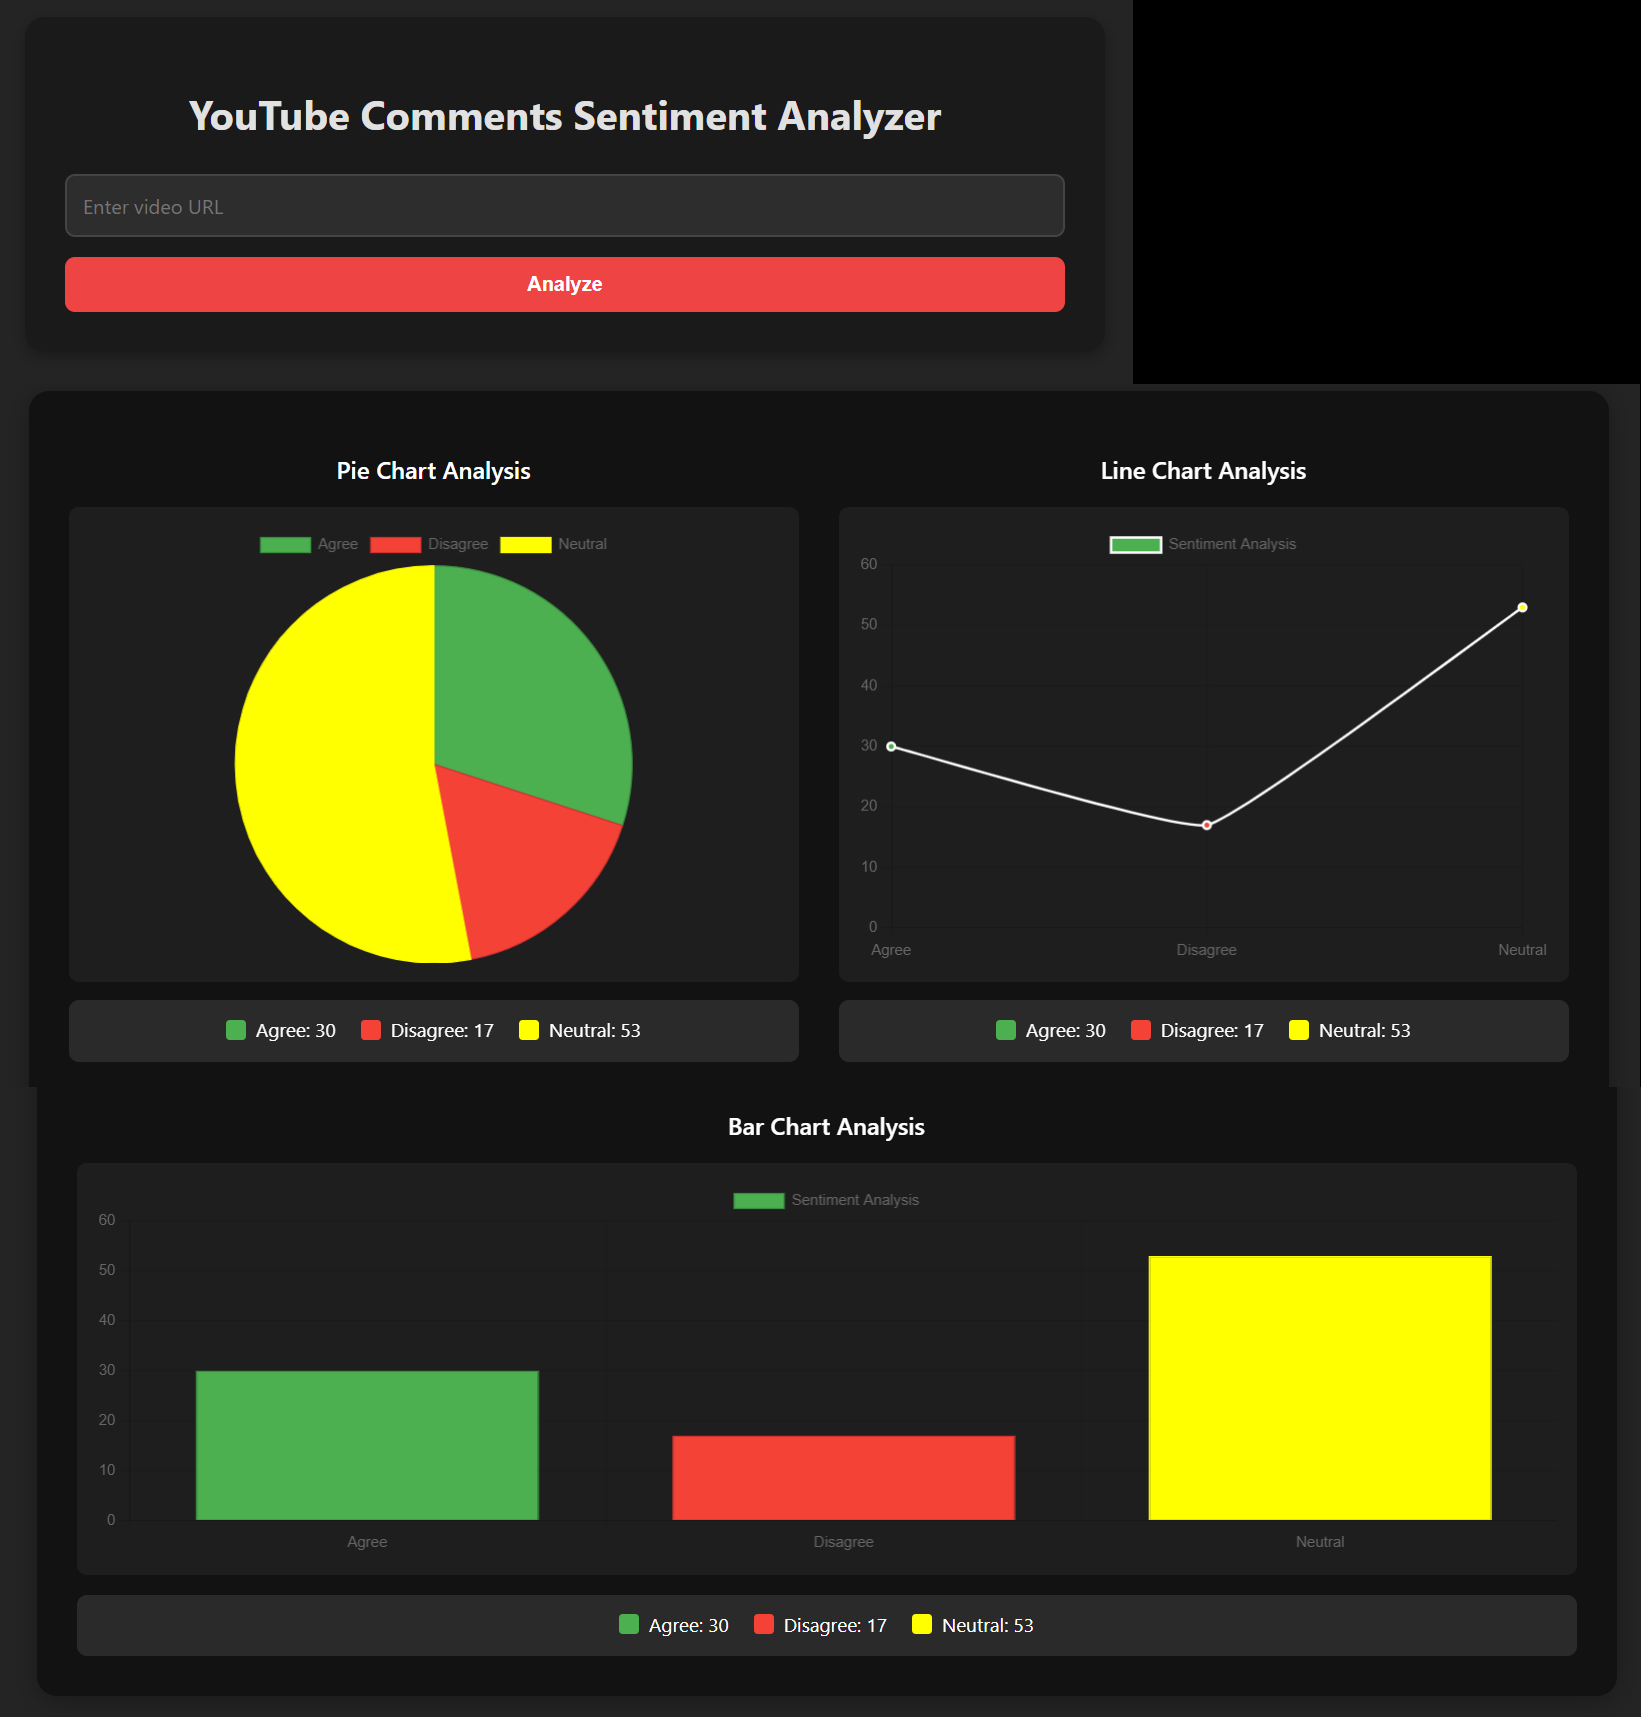 YouTube Comments Sentiment Analyzer
Enter video URL
Analyze
Pie Chart Analysis
Agree Disagree Neutral
Agree: 30 Disagree: 17 Neutral: 53
Line Chart Analysis
Sentiment Analysis
60
50
40
30
20
10
0
Agree Disagree Neutral
Agree: 30 Disagree: 17 Neutral: 53
Bar Chart Analysis
Sentiment Analysis
60
50
40
30
20
10
0
Agree Disagree Neutral
Agree: 30 Disagree: 17 Neutral: 53